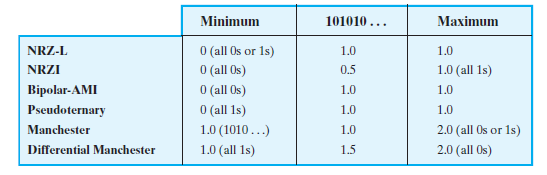 Minimum 101010 . . . Maximum
NRZ-L 0 (all 0s or 1s) 1.0 1.0
NRZI 0 (all 0s) 0.5 1.0 (all 1s)
Bipolar-AMI 0 (all 0s) 1.0 1.0
Pseudoternary 0 (all 1s) 1.0 1.0
Manchester 1.0 (1010 . . .) 1.0 2.0 (all 0s or 1s)
Differential Manchester 1.0 (all 1s) 1.5 2.0 (all 0s)